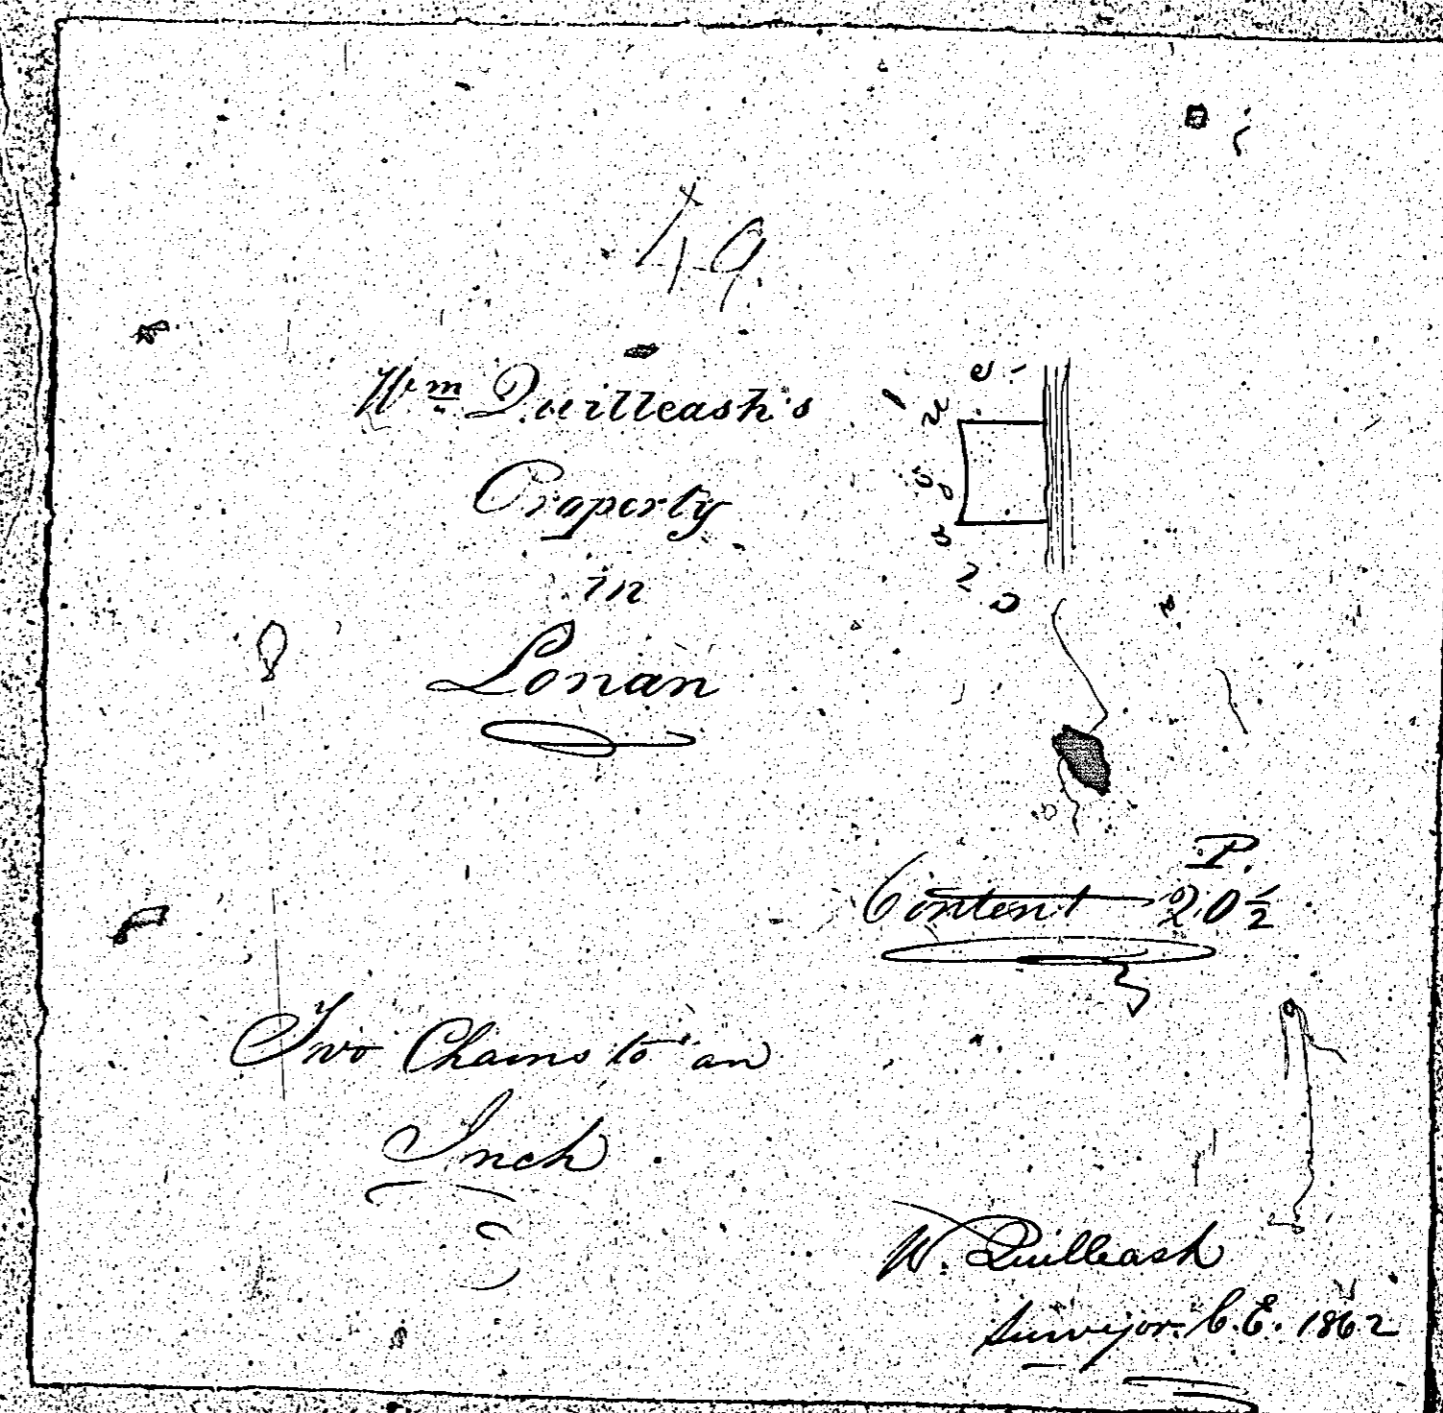 49
Wm Quilleash's
Property
in
Lonan
P.
Content 20½
Two Chains to an
Inch
W. Quilleash
Surveyor. C.E. 1862